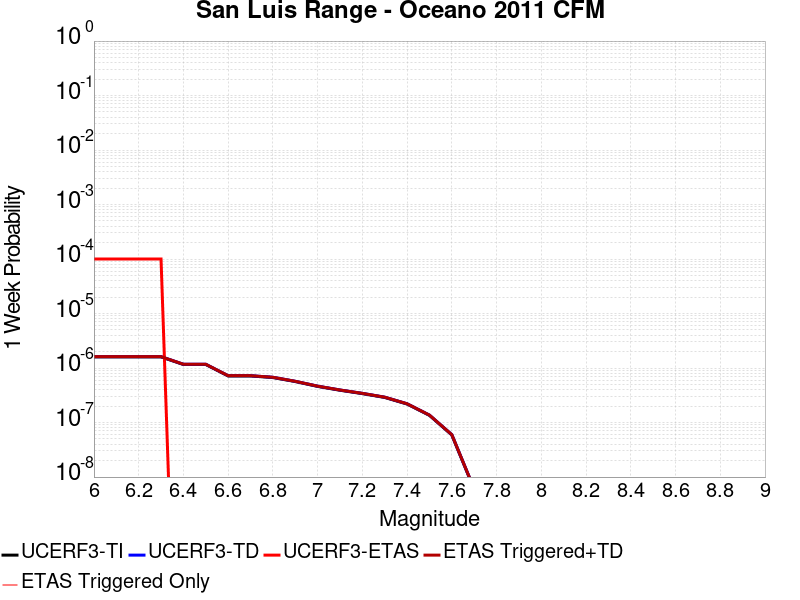 San Luis Range - Oceano 2011 CFM
10^0
10^-1
10^-2
10^-3
10^-4
10^-5
10^-6
10^-7
10^-8
1 Week Probability
6 6.2 6.4 6.6 6.8 7 7.2 7.4 7.6 7.8 8 8.2 8.4 8.6 8.8 9
Magnitude
UCERF3-TI UCERF3-TD UCERF3-ETAS ETAS Triggered+TD
ETAS Triggered Only